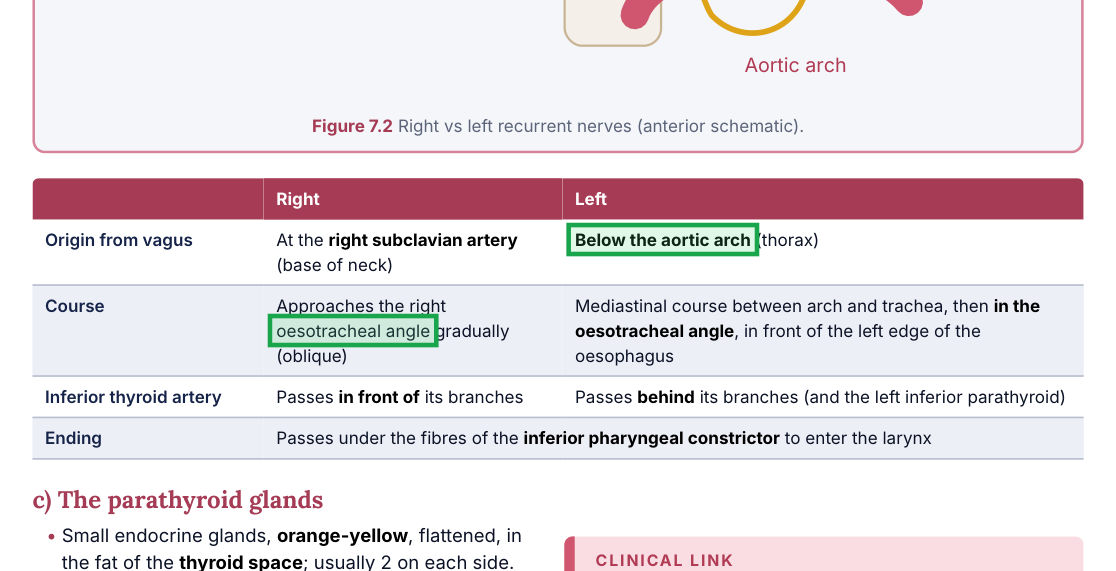 Aortic arch
Figure 7.2 Right vs left recurrent nerves (anterior schematic).
Right Left
Origin from vagus At the right subclavian artery Below the aortic arch (thorax)
(base of neck)
Course Approaches the right Mediastinal course between arch and trachea, then in the
oesotracheal angle gradually oesotracheal angle, in front of the left edge of the
(oblique) oesophagus
Inferior thyroid artery Passes in front of its branches Passes behind its branches (and the left inferior parathyroid)
Ending Passes under the fibres of the inferior pharyngeal constrictor to enter the larynx
c) The parathyroid glands
• Small endocrine glands, orange-yellow, flattened, in
the fat of the thyroid space; usually 2 on each side.
CLINICAL LINK